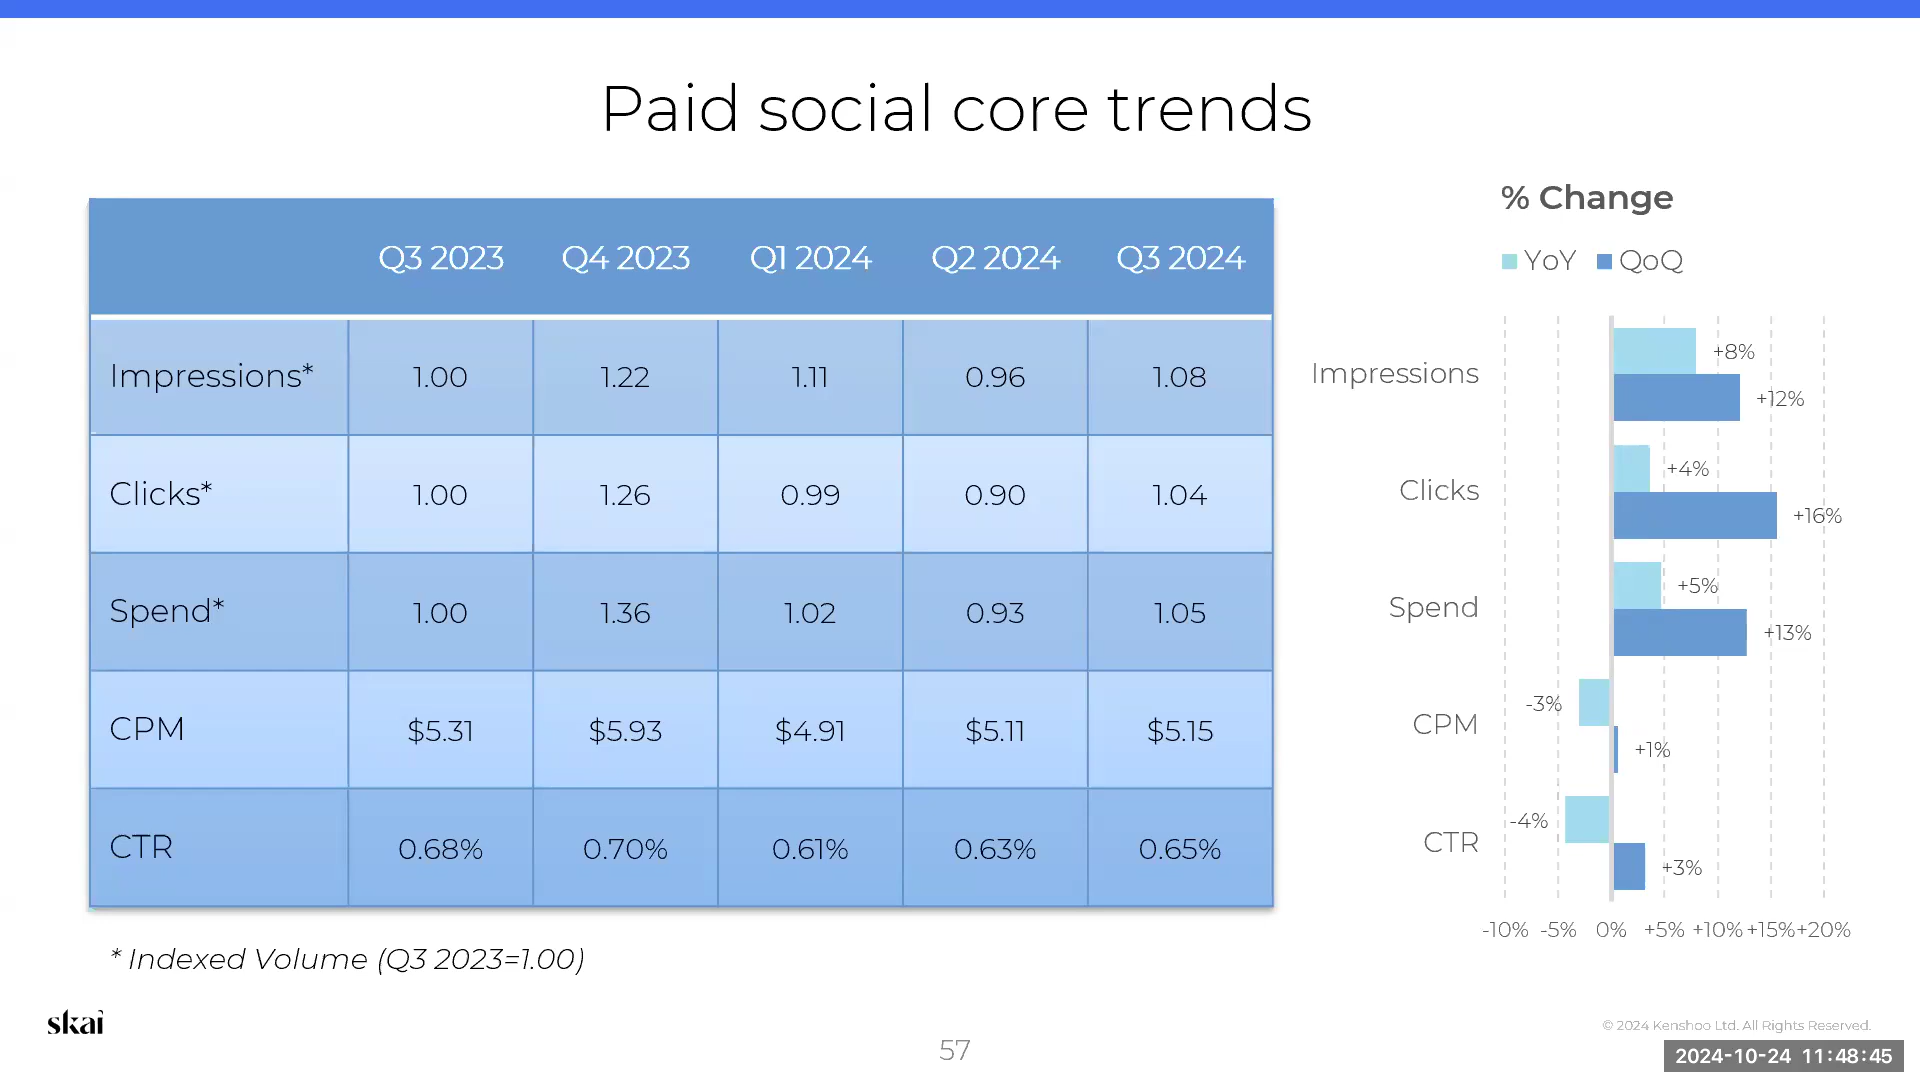 Paid social core trends
Q3 2023 Q4 2023 Q1 2024 Q2 2024 Q3 2024
Impressions* 1.00 1.22 1.11 0.96 1.08
Clicks* 1.00 1.26 0.99 0.90 1.04
Spend* 1.00 1.36 1.02 0.93 1.05
CPM $5.31 $5.93 $4.91 $5.11 $5.15
CTR 0.68% 0.70% 0.61% 0.63% 0.65%
* Indexed Volume (Q3 2023=1.00)
% Change
YoY QoQ
Impressions +8% +12%
Clicks +4% +16%
Spend +5% +13%
CPM -3% +1%
CTR -4% +3%
-10% -5% 0% +5% +10% +15% +20%
skai
57
© 2024 Kenshoo Ltd. All Rights Reserved.
2024-10-24 11:48:45